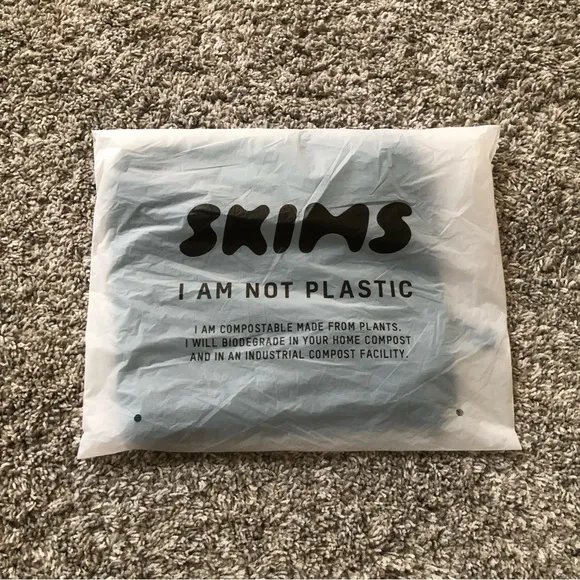 SKIMS
I AM NOT PLASTIC
I AM COMPOSTABLE MADE FROM PLANTS.
I WILL BIODEGRADE IN YOUR HOME COMPOST
AND IN AN INDUSTRIAL COMPOST FACILITY.